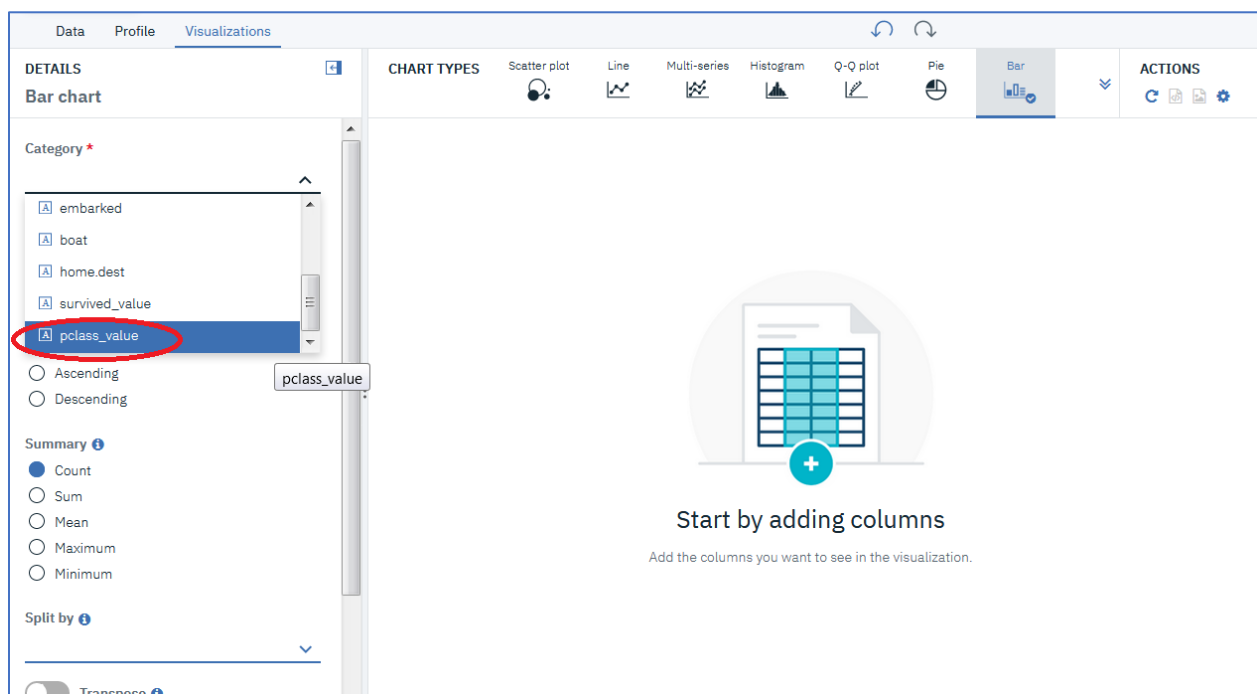 Data Profile Visualizations
DETAILS
Bar chart
Category *
A embarked
A boat
A home.dest
A survived_value
A pclass_value
pclass_value
Ascending
Descending
Summary
Count
Sum
Mean
Maximum
Minimum
Split by
Transpose
CHART TYPES Scatter plot Line Multi-series Histogram Q-Q plot Pie Bar
ACTIONS
Start by adding columns
Add the columns you want to see in the visualization.